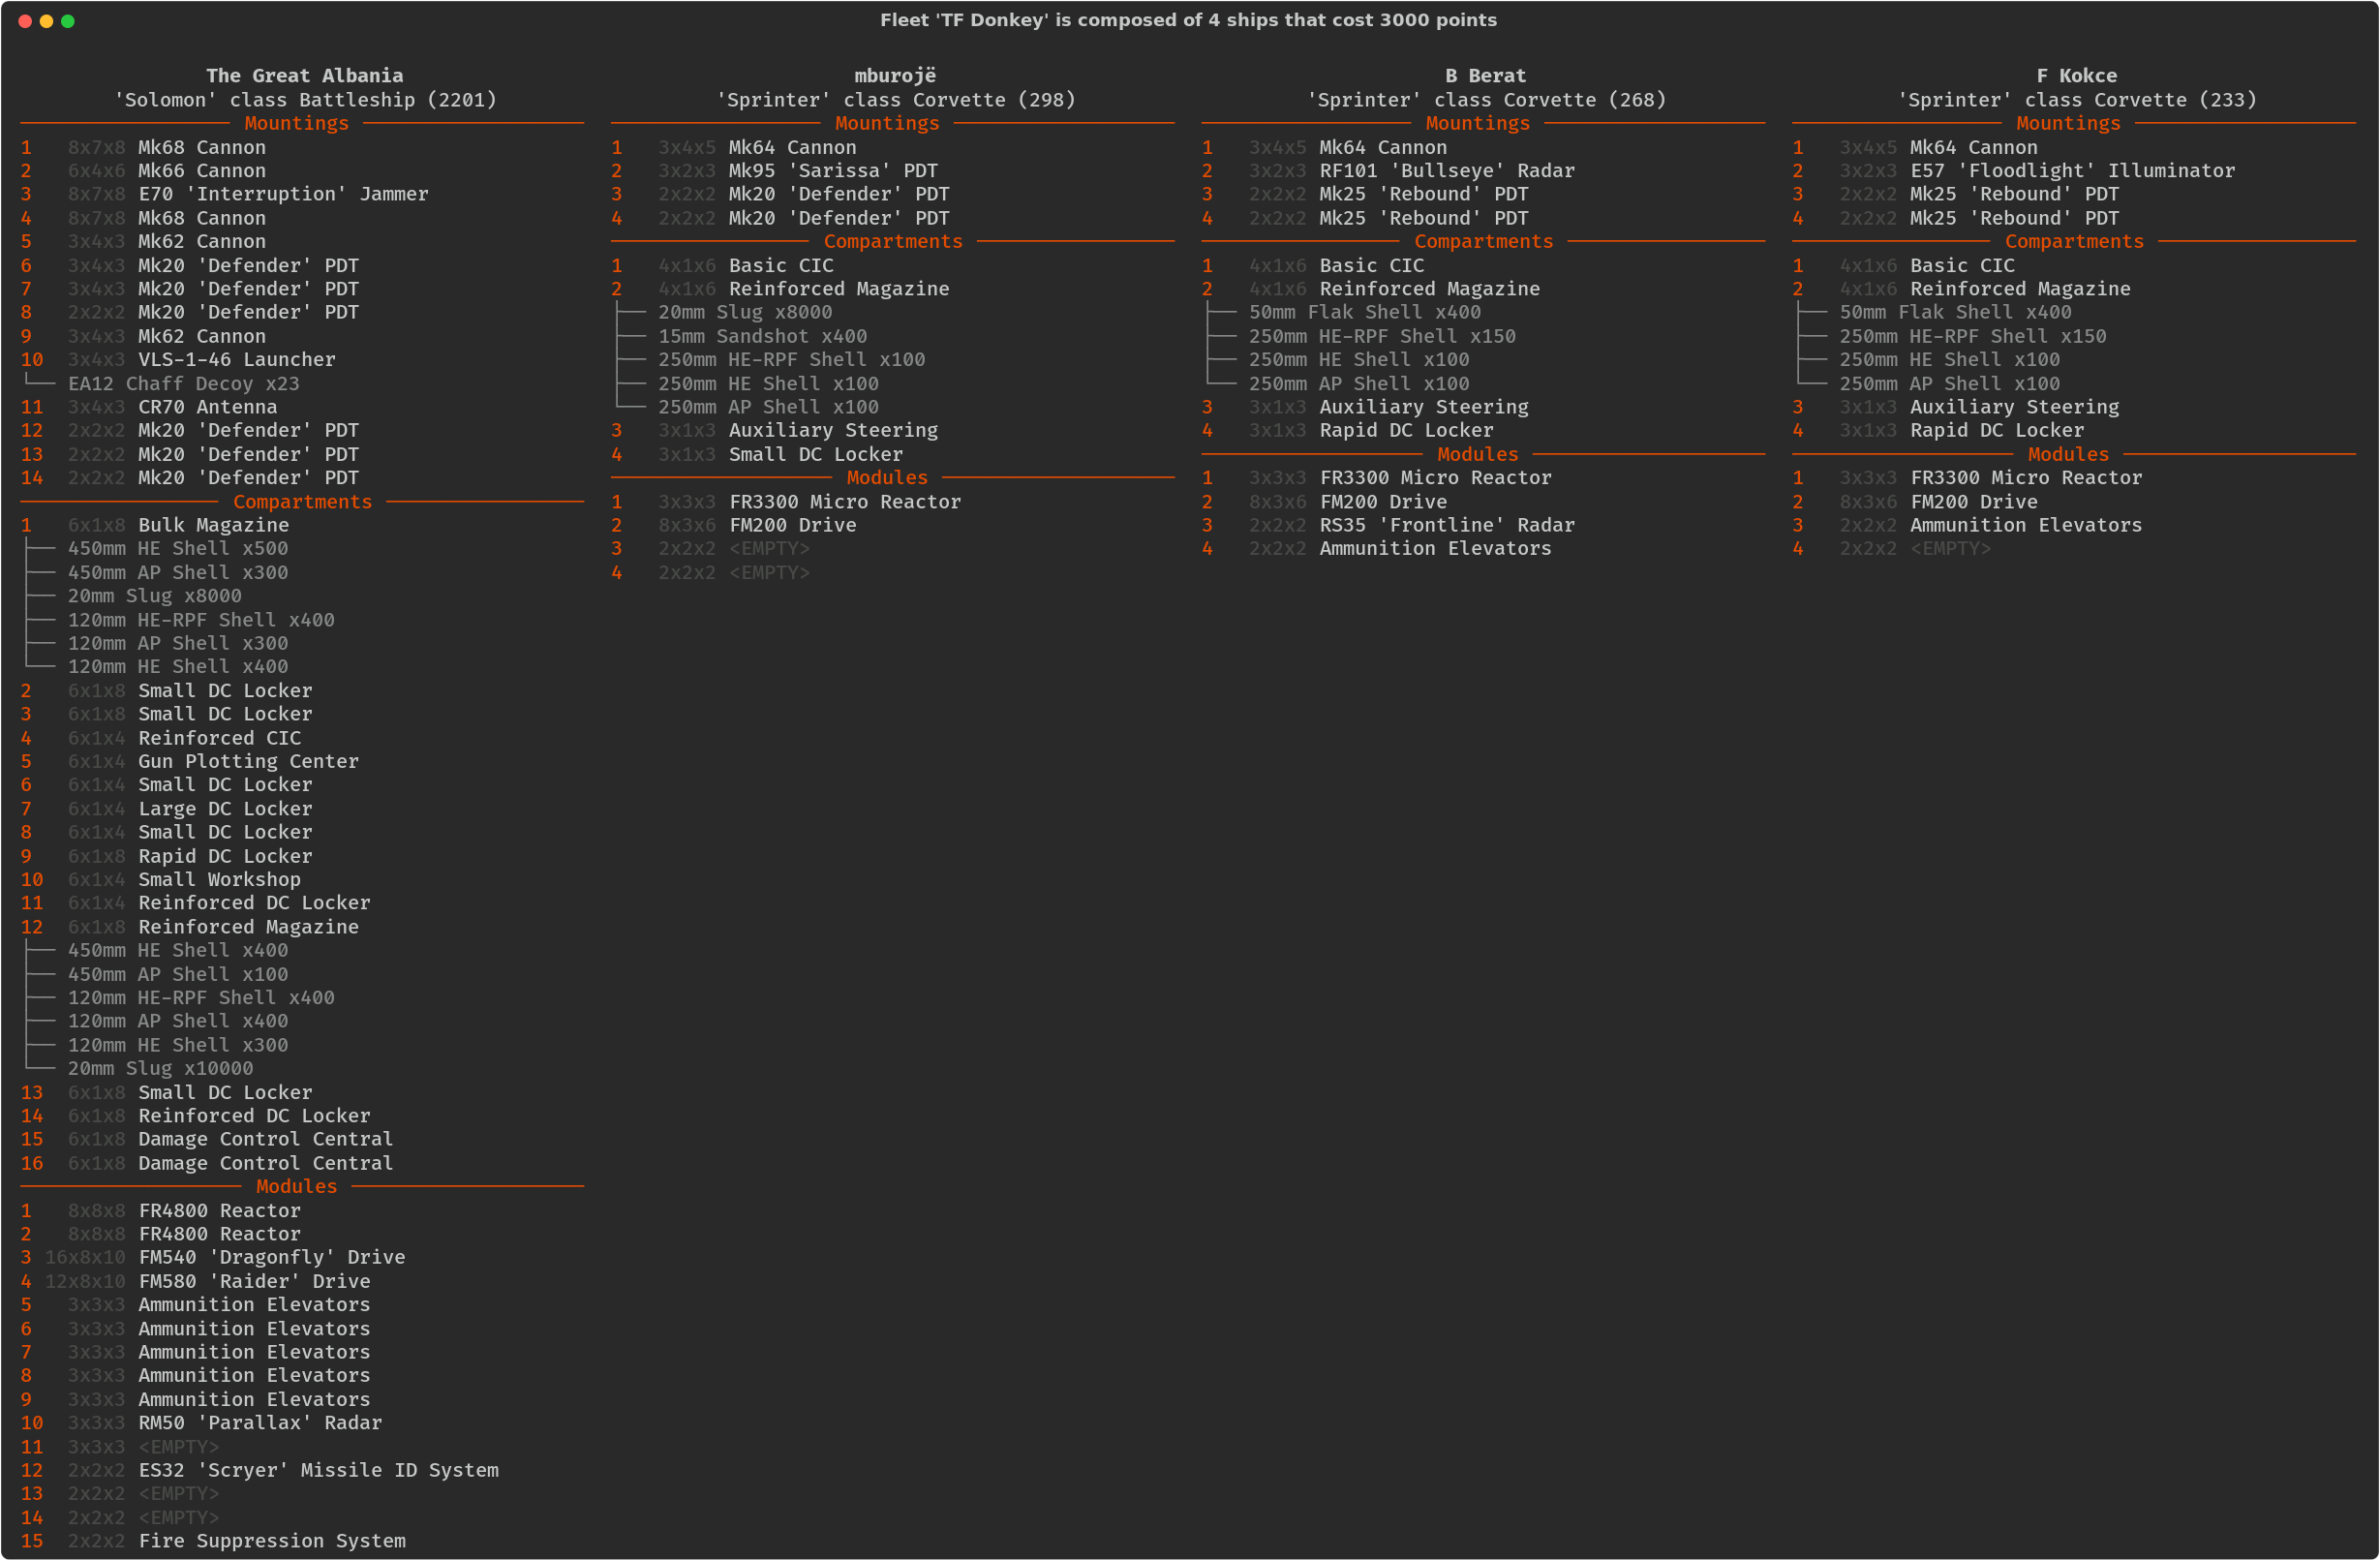 Fleet 'TF Donkey' is composed of 4 ships that cost 3000 points
The Great Albania
'Solomon' class Battleship (2201)
Mountings
1 8x7x8 Mk68 Cannon
2 6x4x6 Mk66 Cannon
3 8x7x8 E70 'Interruption' Jammer
4 8x7x8 Mk68 Cannon
5 3x4x3 Mk62 Cannon
6 3x4x3 Mk20 'Defender' PDT
7 3x4x3 Mk20 'Defender' PDT
8 2x2x2 Mk20 'Defender' PDT
9 3x4x3 Mk62 Cannon
10 3x4x3 VLS-1-46 Launcher
EA12 Chaff Decoy x23
11 3x4x3 CR70 Antenna
12 2x2x2 Mk20 'Defender' PDT
13 2x2x2 Mk20 'Defender' PDT
14 2x2x2 Mk20 'Defender' PDT
Compartments
1 6x1x8 Bulk Magazine
450mm HE Shell x500
450mm AP Shell x300
20mm Slug x8000
120mm HE-RPF Shell x400
120mm AP Shell x300
120mm HE Shell x400
2 6x1x8 Small DC Locker
3 6x1x8 Small DC Locker
4 6x1x4 Reinforced CIC
5 6x1x4 Gun Plotting Center
6 6x1x4 Small DC Locker
7 6x1x4 Large DC Locker
8 6x1x4 Small DC Locker
9 6x1x8 Rapid DC Locker
10 6x1x4 Small Workshop
11 6x1x4 Reinforced DC Locker
12 6x1x8 Reinforced Magazine
450mm HE Shell x400
450mm AP Shell x100
120mm HE-RPF Shell x400
120mm AP Shell x400
120mm HE Shell x300
20mm Slug x10000
13 6x1x8 Small DC Locker
14 6x1x8 Reinforced DC Locker
15 6x1x8 Damage Control Central
16 6x1x8 Damage Control Central
Modules
1 8x8x8 FR4800 Reactor
2 8x8x8 FR4800 Reactor
3 16x8x10 FM540 'Dragonfly' Drive
4 12x8x10 FM580 'Raider' Drive
5 3x3x3 Ammunition Elevators
6 3x3x3 Ammunition Elevators
7 3x3x3 Ammunition Elevators
8 3x3x3 Ammunition Elevators
9 3x3x3 Ammunition Elevators
10 3x3x3 RM50 'Parallax' Radar
11 3x3x3 <EMPTY>
12 2x2x2 ES32 'Scryer' Missile ID System
13 2x2x2 <EMPTY>
14 2x2x2 <EMPTY>
15 2x2x2 Fire Suppression System
mburojë
'Sprinter' class Corvette (298)
Mountings
1 3x4x5 Mk64 Cannon
2 3x2x3 Mk95 'Sarissa' PDT
3 2x2x2 Mk20 'Defender' PDT
4 2x2x2 Mk20 'Defender' PDT
Compartments
1 4x1x6 Basic CIC
2 4x1x6 Reinforced Magazine
20mm Slug x8000
15mm Sandshot x400
250mm HE-RPF Shell x100
250mm HE Shell x100
250mm AP Shell x100
3 3x1x3 Auxiliary Steering
4 3x1x3 Small DC Locker
Modules
1 3x3x3 FR3300 Micro Reactor
2 8x3x6 FM200 Drive
3 2x2x2 <EMPTY>
4 2x2x2 <EMPTY>
B Berat
'Sprinter' class Corvette (268)
Mountings
1 3x4x5 Mk64 Cannon
2 3x2x3 RF101 'Bullseye' Radar
3 2x2x2 Mk25 'Rebound' PDT
4 2x2x2 Mk25 'Rebound' PDT
Compartments
1 4x1x6 Basic CIC
2 4x1x6 Reinforced Magazine
50mm Flak Shell x400
250mm HE-RPF Shell x150
250mm HE Shell x100
250mm AP Shell x100
3 3x1x3 Auxiliary Steering
4 3x1x3 Rapid DC Locker
Modules
1 3x3x3 FR3300 Micro Reactor
2 8x3x6 FM200 Drive
3 2x2x2 RS35 'Frontline' Radar
4 2x2x2 Ammunition Elevators
F Kokce
'Sprinter' class Corvette (233)
Mountings
1 3x4x5 Mk64 Cannon
2 3x2x3 E57 'Floodlight' Illuminator
3 2x2x2 Mk25 'Rebound' PDT
4 2x2x2 Mk25 'Rebound' PDT
Compartments
1 4x1x6 Basic CIC
2 4x1x6 Reinforced Magazine
50mm Flak Shell x400
250mm HE-RPF Shell x150
250mm HE Shell x100
250mm AP Shell x100
3 3x1x3 Auxiliary Steering
4 3x1x3 Rapid DC Locker
Modules
1 3x3x3 FR3300 Micro Reactor
2 8x3x6 FM200 Drive
3 2x2x2 Ammunition Elevators
4 2x2x2 <EMPTY>